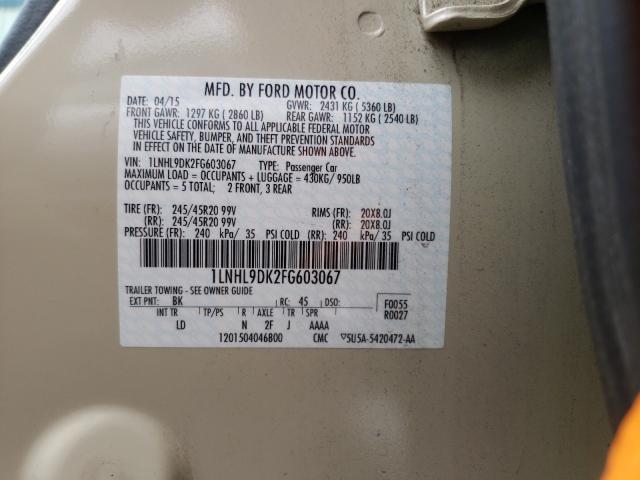 MFD. BY FORD MOTOR CO.
DATE: 04/15 GVWR: 2431 KG ( 5360 LB)
FRONT GAWR: 1297 KG ( 2860 LB) REAR GAWR: 1152 KG ( 2540 LB)
THIS VEHICLE CONFORMS TO ALL APPLICABLE FEDERAL MOTOR
VEHICLE SAFETY, BUMPER, AND THEFT PREVENTION STANDARDS
IN EFFECT ON THE DATE OF MANUFACTURE SHOWN ABOVE.
VIN: 1LNHL9DK2FG603067 TYPE: Passenger Car
MAXIMUM LOAD = OCCUPANTS + LUGGAGE = 430KG/ 950LB
OCCUPANTS = 5 TOTAL; 2 FRONT, 3 REAR
TIRE (FR): 245/45R20 99V RIMS (FR): 20X8.0J
(RR): 245/45R20 99V (RR): 20X8.0J
PRESSURE (FR): 240 kPa/ 35 PSI COLD (RR): 240 kPa/ 35 PSI COLD
1LNHL9DK2FG603067
TRAILER TOWING - SEE OWNER GUIDE
EXT PNT: BK RC: 45 DSO: F0055
INT TR TP/PS R AXLE TR SPR R0027
LD N 2F J AAAA
1201504046800 CMC ▽5U5A-5420472-AA